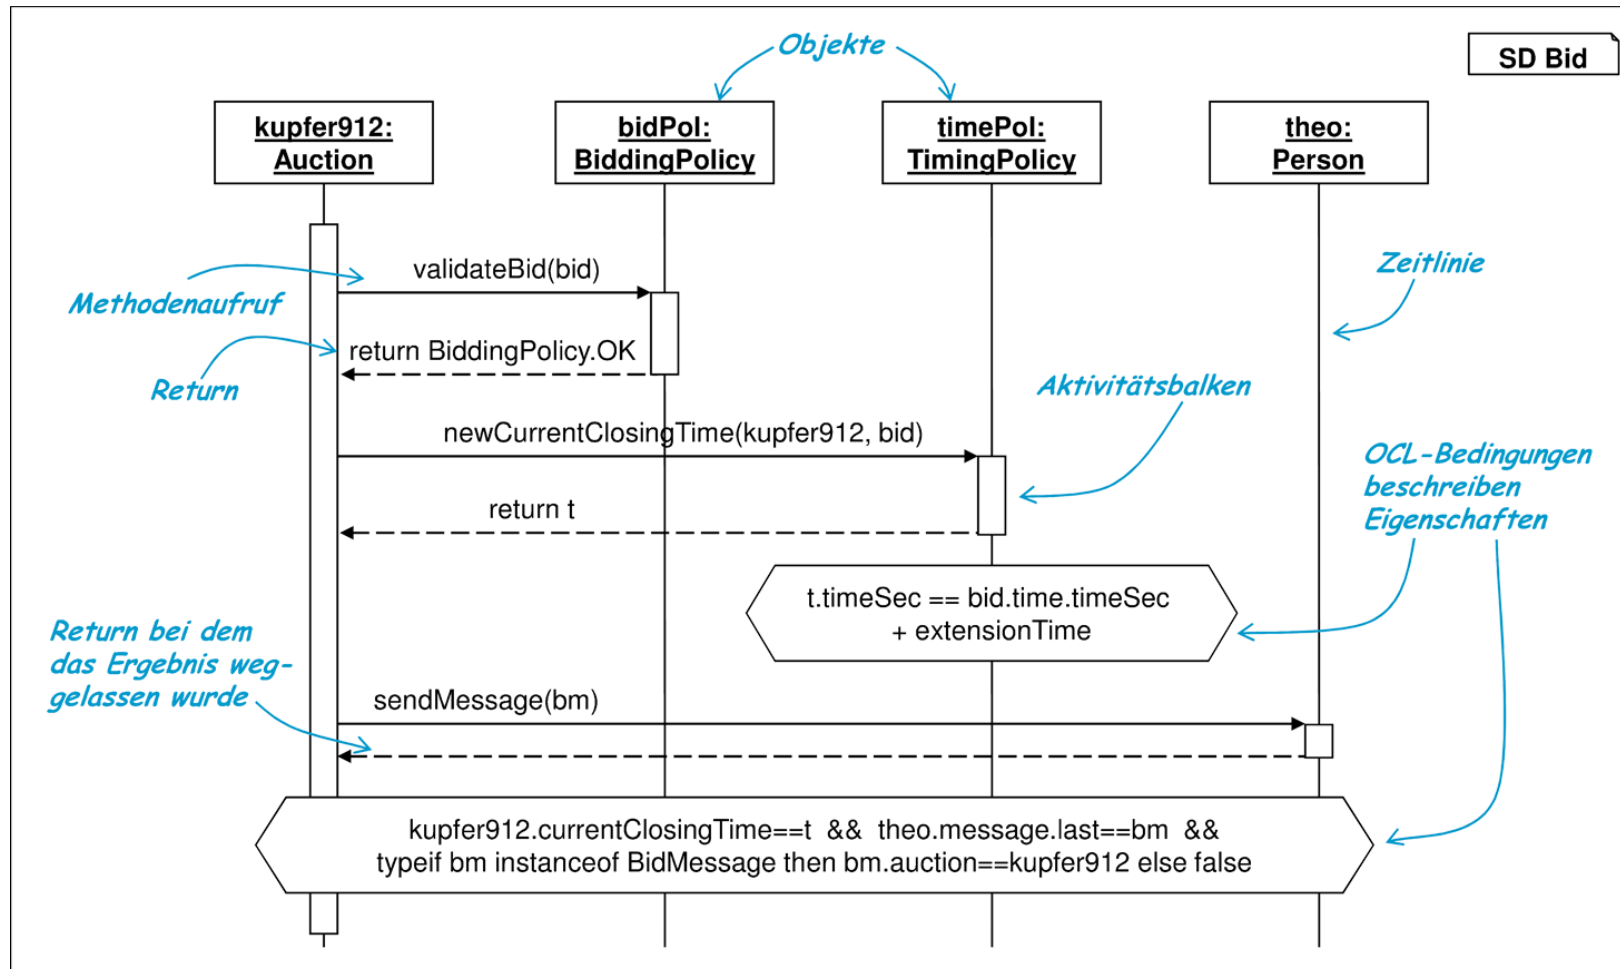 Objekte
SD Bid
kupfer912:
Auction
bidPol:
BiddingPolicy
timePol:
TimingPolicy
theo:
Person
validateBid(bid)
Zeitlinie
Methodenaufruf
return BiddingPolicy.OK
Return
Aktivitätsbalken
newCurrentClosingTime(kupfer912, bid)
OCL-Bedingungen
beschreiben
Eigenschaften
return t
t.timeSec == bid.time.timeSec
+ extensionTime
Return bei dem
das Ergebnis weg-
gelassen wurde
sendMessage(bm)
kupfer912.currentClosingTime==t && theo.message.last==bm &&
typeif bm instanceof BidMessage then bm.auction==kupfer912 else false